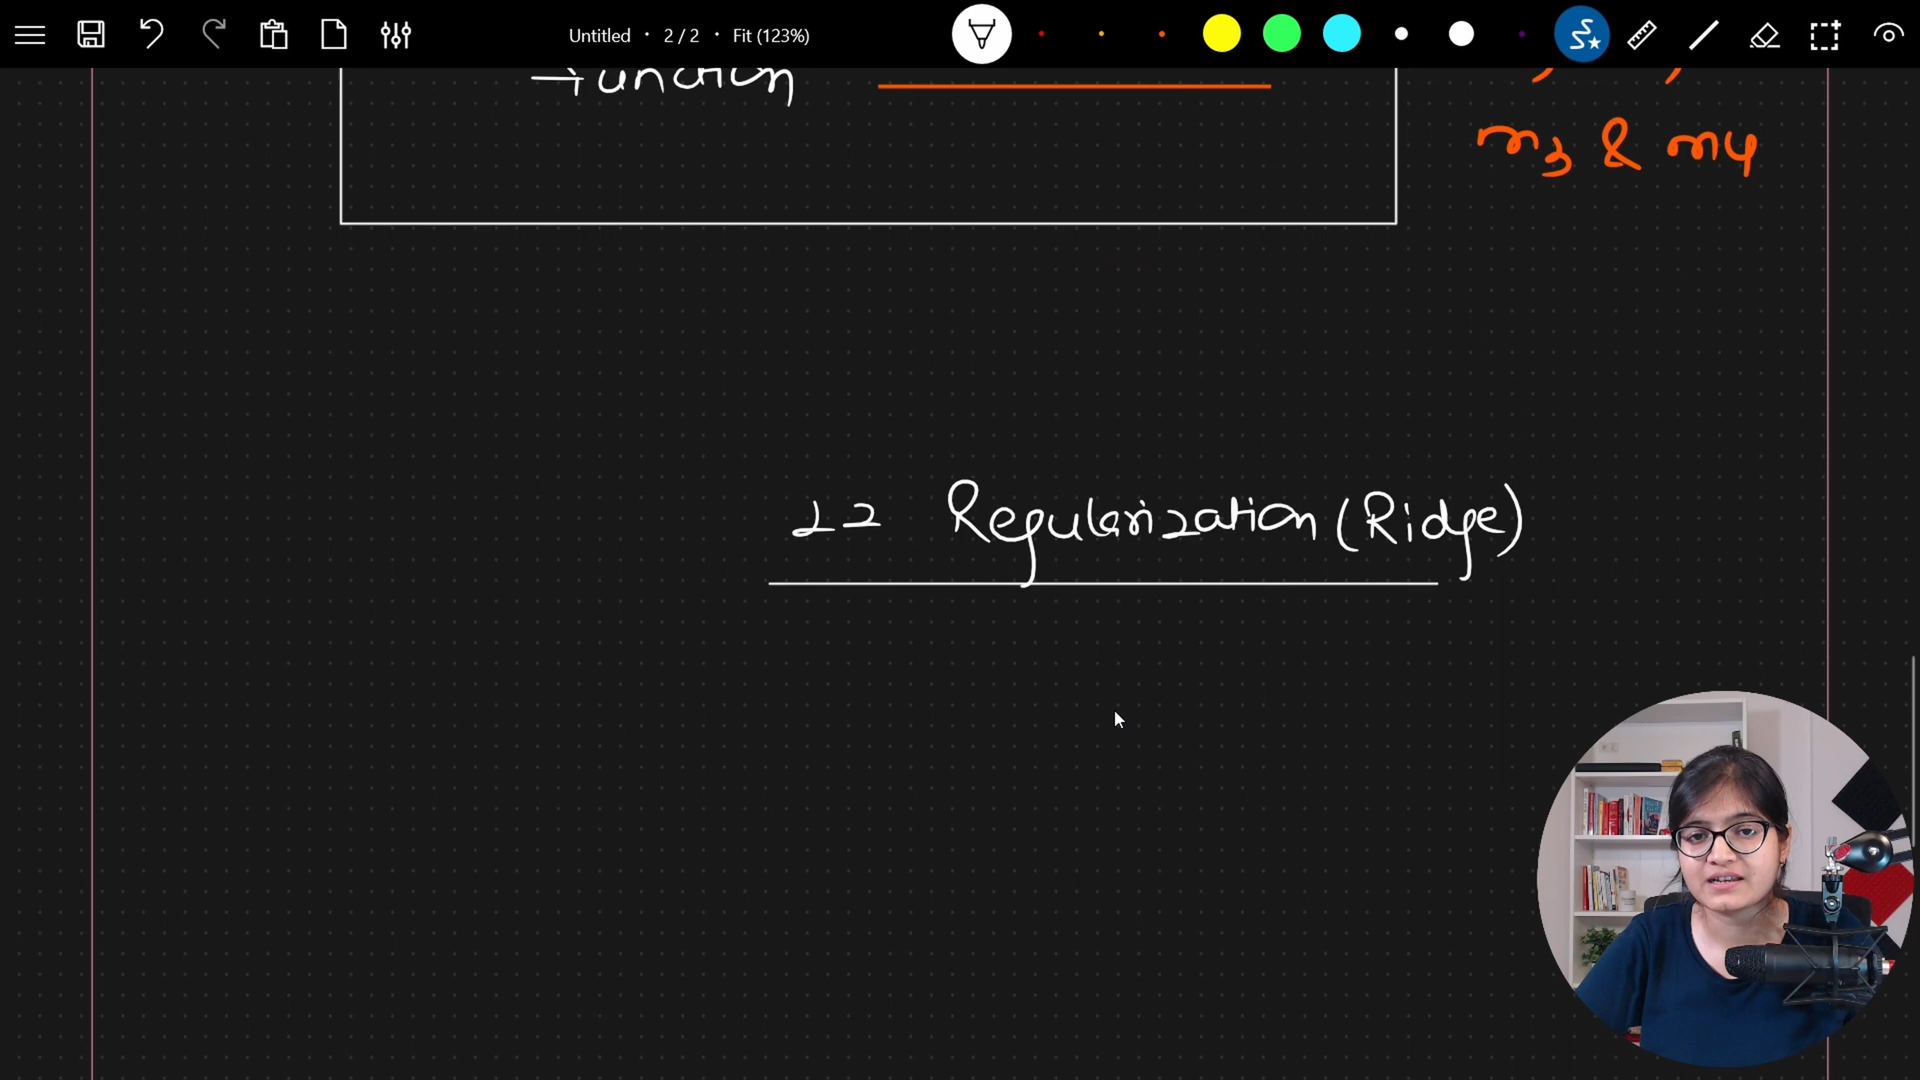 Untitled • 2 / 2 • Fit (123%)
Function
m3 & m4
L2 Regularization (Ridge)